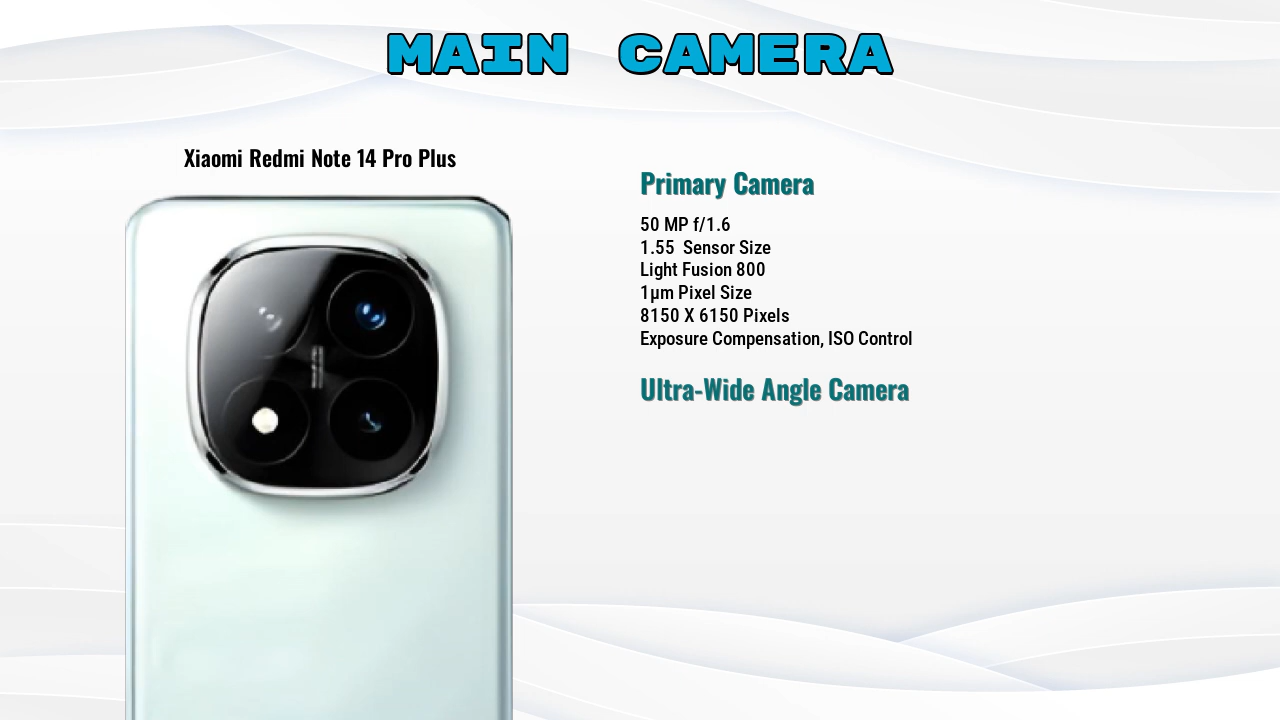 MAIN CAMERA
Xiaomi Redmi Note 14 Pro Plus
Primary Camera
50 MP f/1.6
1.55 Sensor Size
Light Fusion 800
1µm Pixel Size
8150 X 6150 Pixels
Exposure Compensation, ISO Control
Ultra-Wide Angle Camera